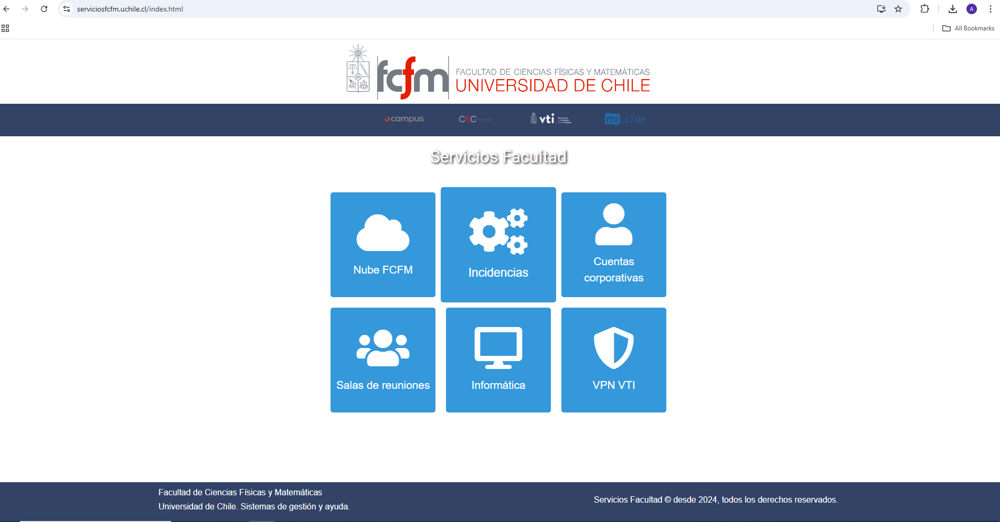 serviciosfcfm.uchile.cl/index.html
A
All Bookmarks
fcfm
FACULTAD DE CIENCIAS FÍSICAS Y MATEMÁTICAS
UNIVERSIDAD DE CHILE
campus
CEC
vti
mi uchile
Servicios Facultad
Nube FCFM
Incidencias
Cuentas
corporativas
Salas de reuniones
Informática
VPN VTI
Facultad de Ciencias Físicas y Matemáticas
Universidad de Chile. Sistemas de gestión y ayuda.
Servicios Facultad © desde 2024, todos los derechos reservados.